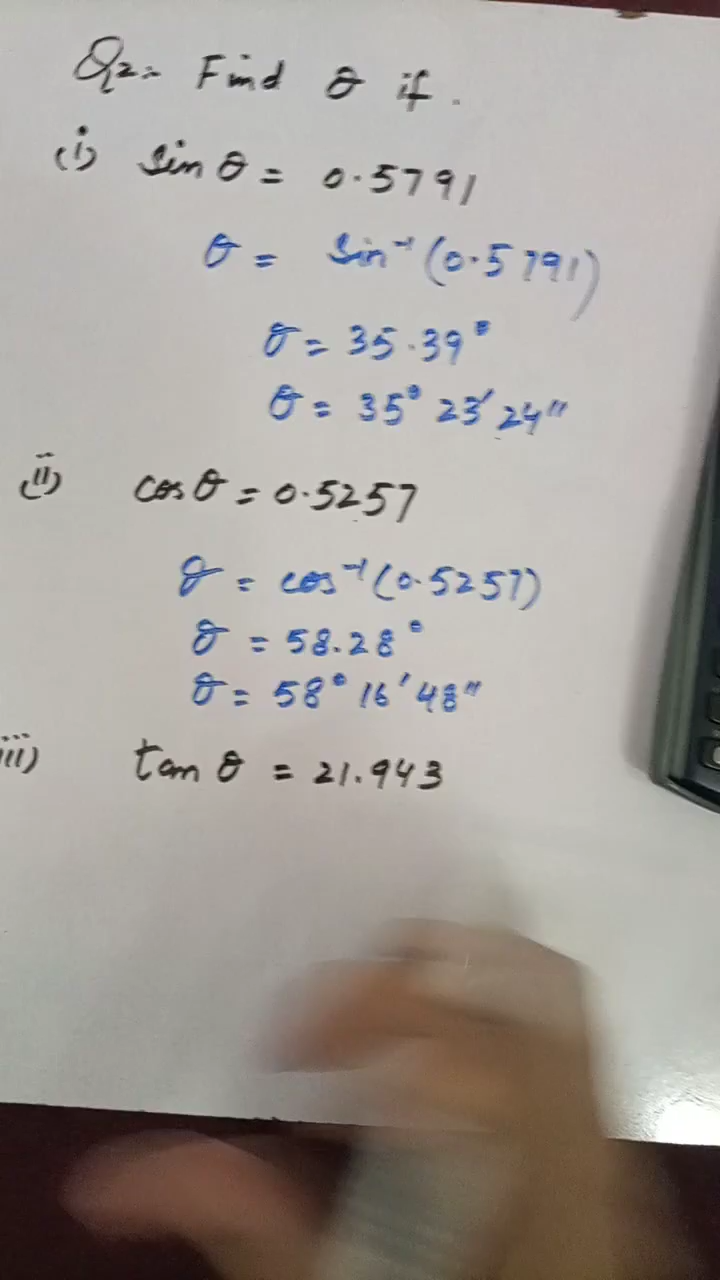 Q2:- Find θ if.
(i) sin θ = 0.5791
θ = sin⁻¹ (0.5791)
θ = 35.39°
θ = 35° 23' 24"
(ii) cos θ = 0.5257
θ = cos⁻¹ (0.5257)
θ = 58.28°
θ = 58° 16' 48"
iii) tan θ = 21.943